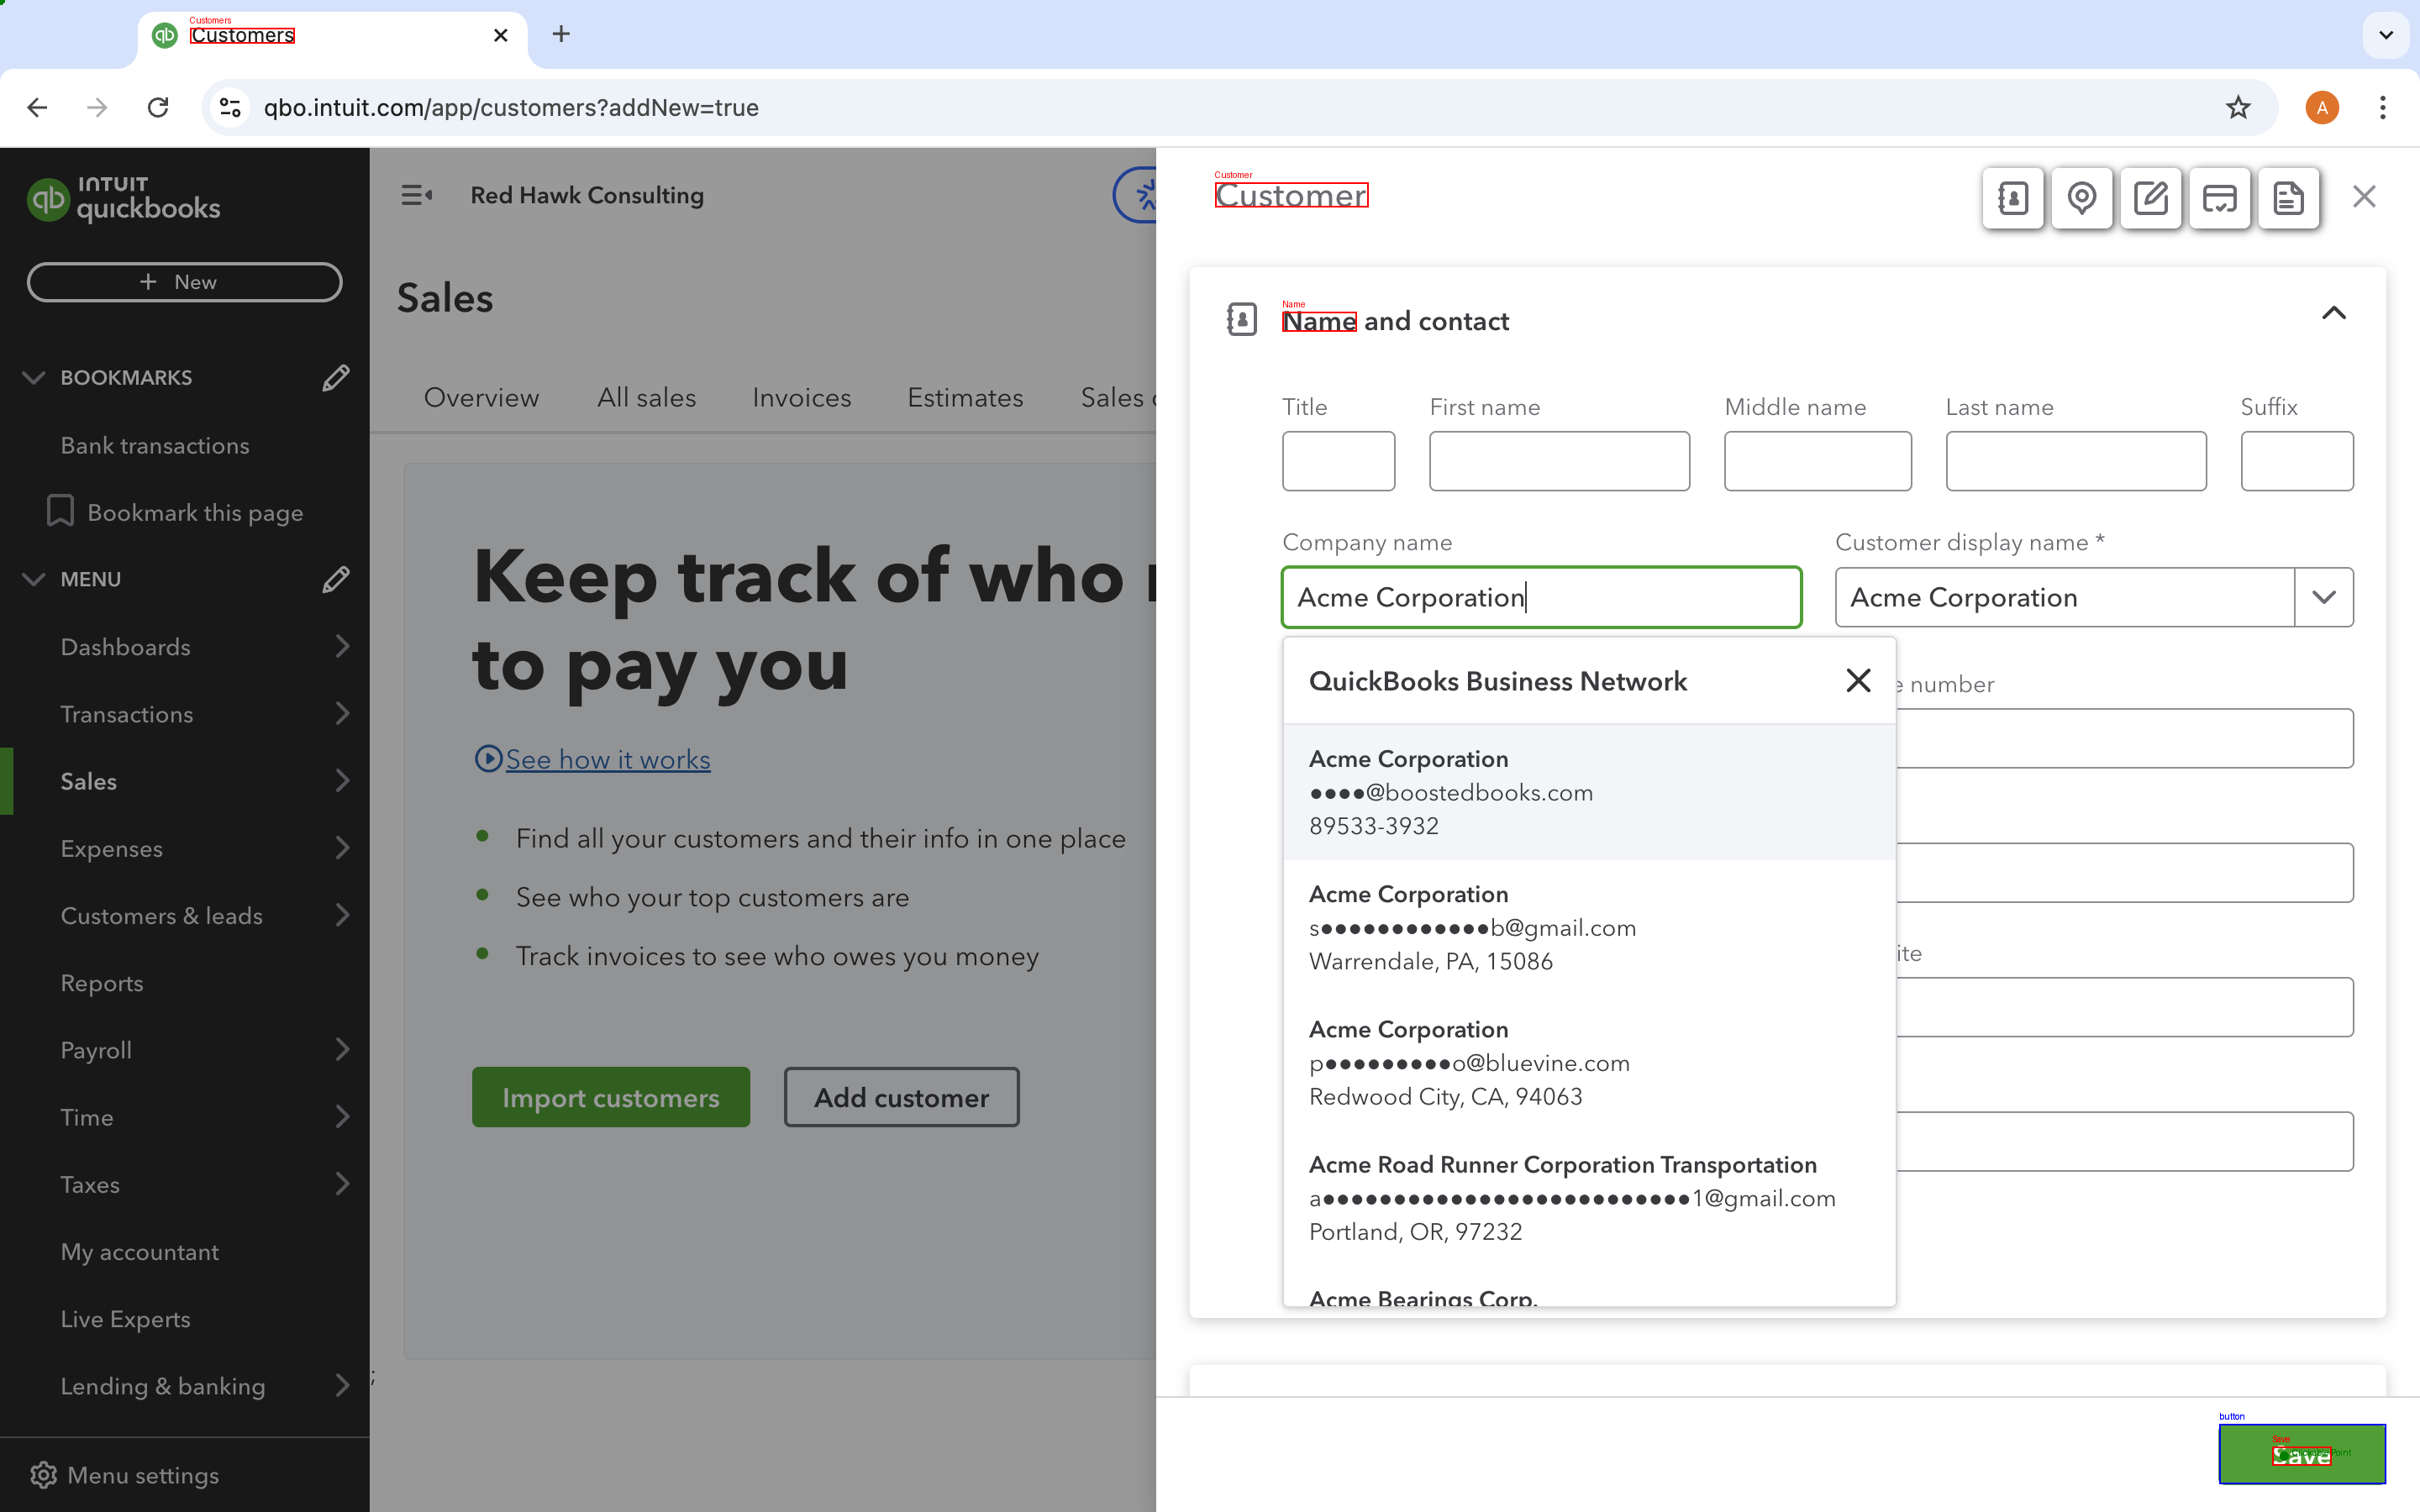 Customers
Customers
qbo.intuit.com/app/customers?addNew=true
A
INTUIT
quickbooks
qb
New
BOOKMARKS
Bank transactions
Bookmark this page
MENU
Dashboards
Transactions
Sales
Expenses
Customers & leads
Reports
Payroll
Time
Taxes
My accountant
Live Experts
Lending & banking
Menu settings
Red Hawk Consulting
Sales
Overview
All sales
Invoices
Estimates
Sales
Keep track of who
to pay you
See how it works
Find all your customers and their info in one place
See who your top customers are
Track invoices to see who owes you money
Import customers
Add customer
;
Customer
Customer
Name
Name and contact
Title
First name
Middle name
Last name
Suffix
Company name
Customer display name *
Acme Corporation
Acme Corporation
QuickBooks Business Network
number
Acme Corporation
●●●●@boostedbooks.com
89533-3932
Acme Corporation
s●●●●●●●●●●●●b@gmail.com
Warrendale, PA, 15086
ite
Acme Corporation
p●●●●●●●●●o@bluevine.com
Redwood City, CA, 94063
Acme Road Runner Corporation Transportation
a●●●●●●●●●●●●●●●●●●●●●●●●●●1@gmail.com
Portland, OR, 97232
Acme Bearings Corp.
button
Save
Save